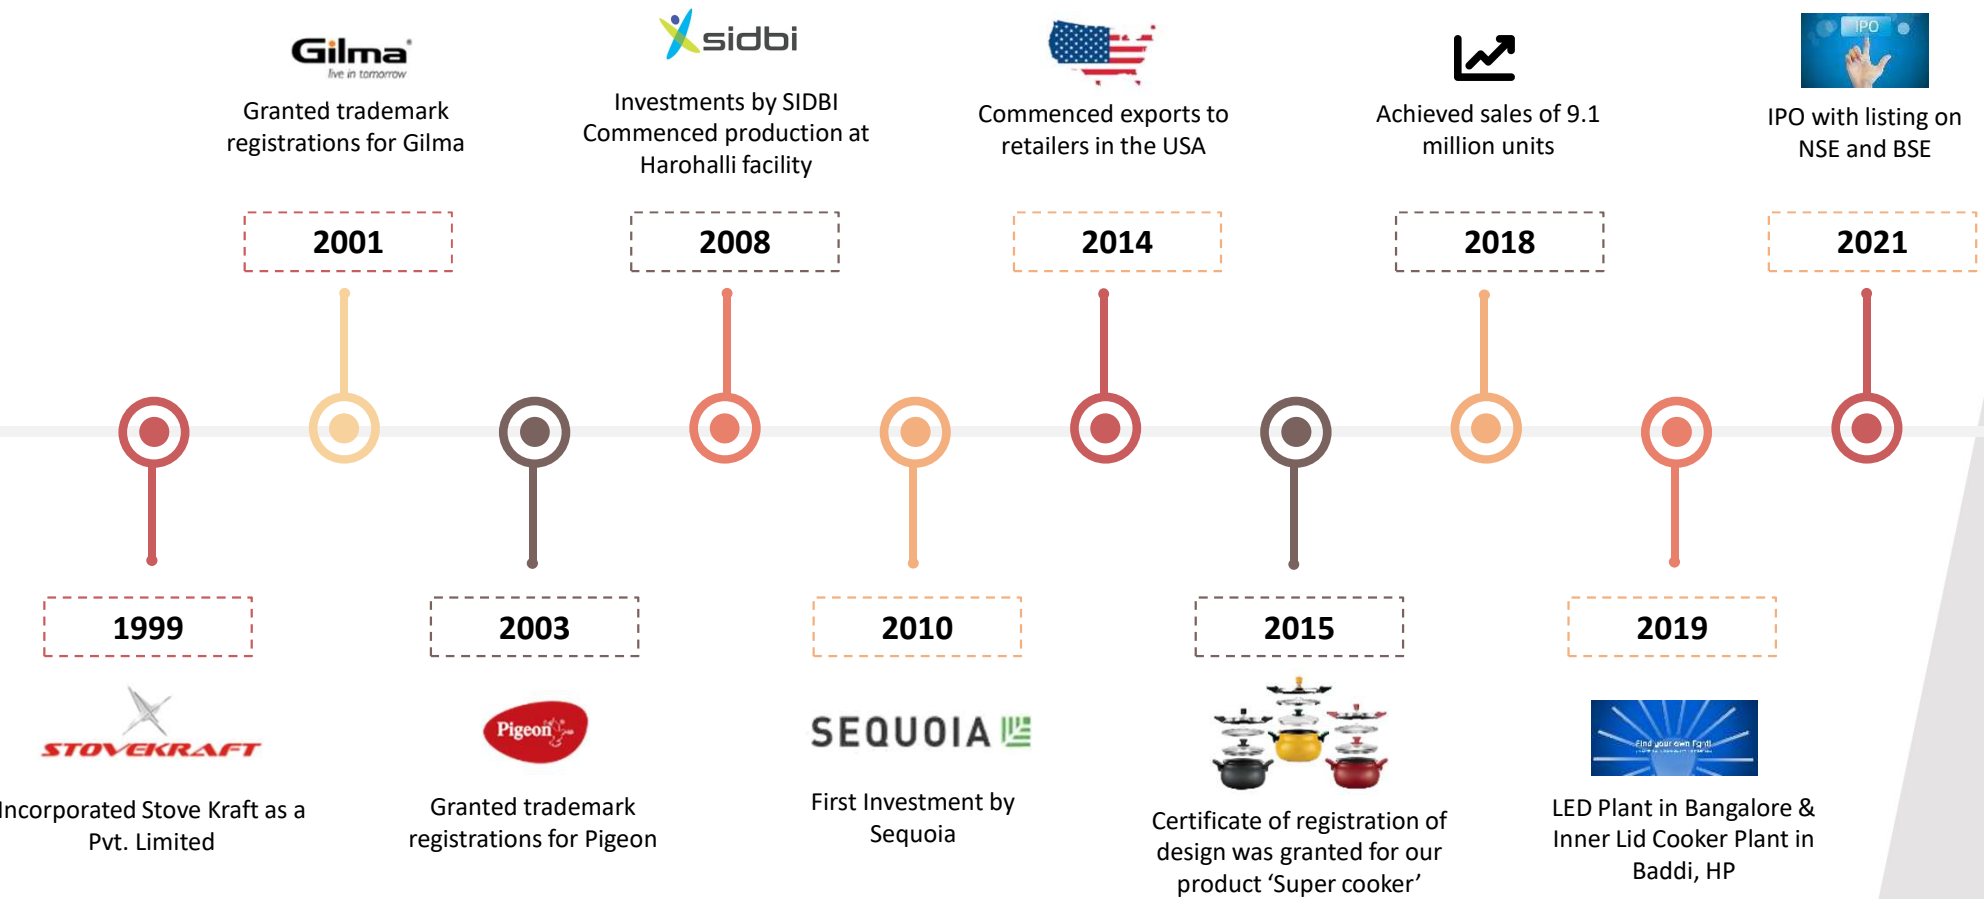 Gilma
live in tomorrow
Granted trademark
registrations for Gilma
2001
sidbi
Investments by SIDBI
Commenced production at
Harohalli facility
2008
Commenced exports to
retailers in the USA
2014
Achieved sales of 9.1
million units
2018
IPO
IPO with listing on
NSE and BSE
2021
1999
STOVEKRAFT
Incorporated Stove Kraft as a
Pvt. Limited
2003
Pigeon
Granted trademark
registrations for Pigeon
2010
SEQUOIA
First Investment by
Sequoia
2015
Certificate of registration of
design was granted for our
product ‘Super cooker’
2019
Find your own light!
LED Plant in Bangalore &
Inner Lid Cooker Plant in
Baddi, HP